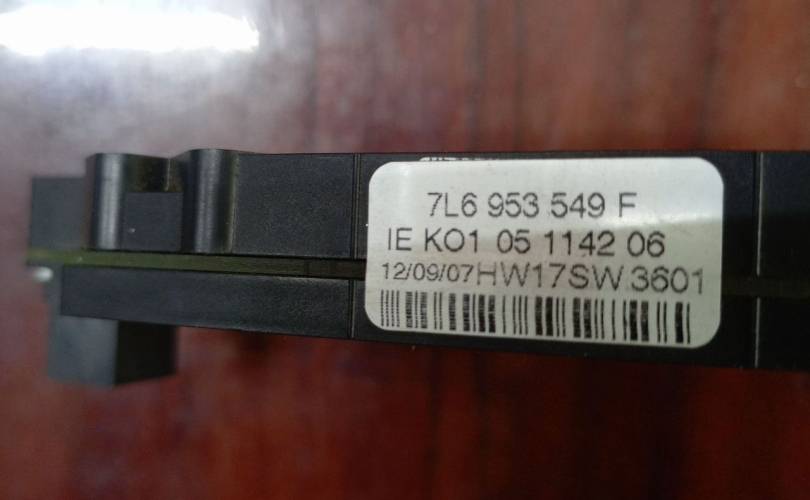 7L6 953 549 F
IE KO1 05 1142 06
12/09/07HW17SW 3601